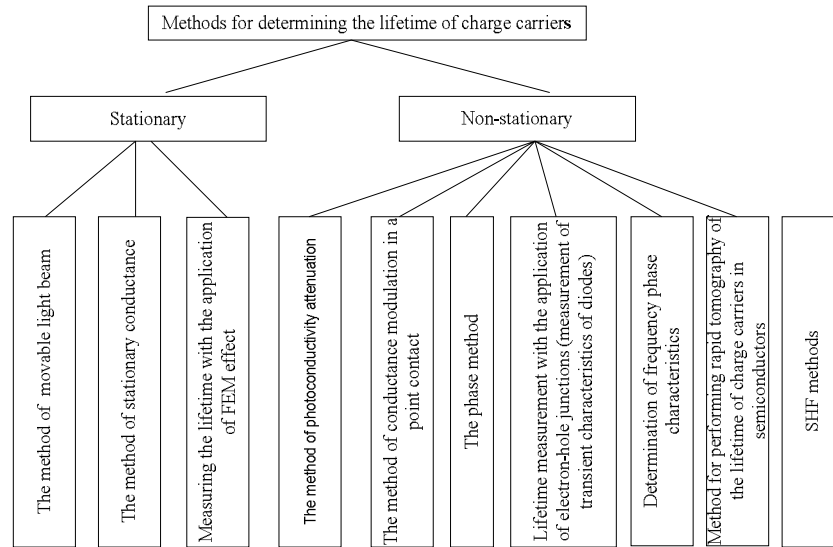 Methods for determining the lifetime of charge carriers
Stationary
Non-stationary
The method of movable light beam
The method of stationary conductance
Measuring the lifetime with the application
of FEM effect
The method of photoconductivity attenuation
The method of conductance modulation in a
point contact
The phase method
Lifetime measurement with the application
of electron-hole junctions (measurement of
transient characteristics of diodes)
Determination of frequency phase
characteristics
Method for performing rapid tomography of
the lifetime of charge carriers in
semiconductors
SHF methods